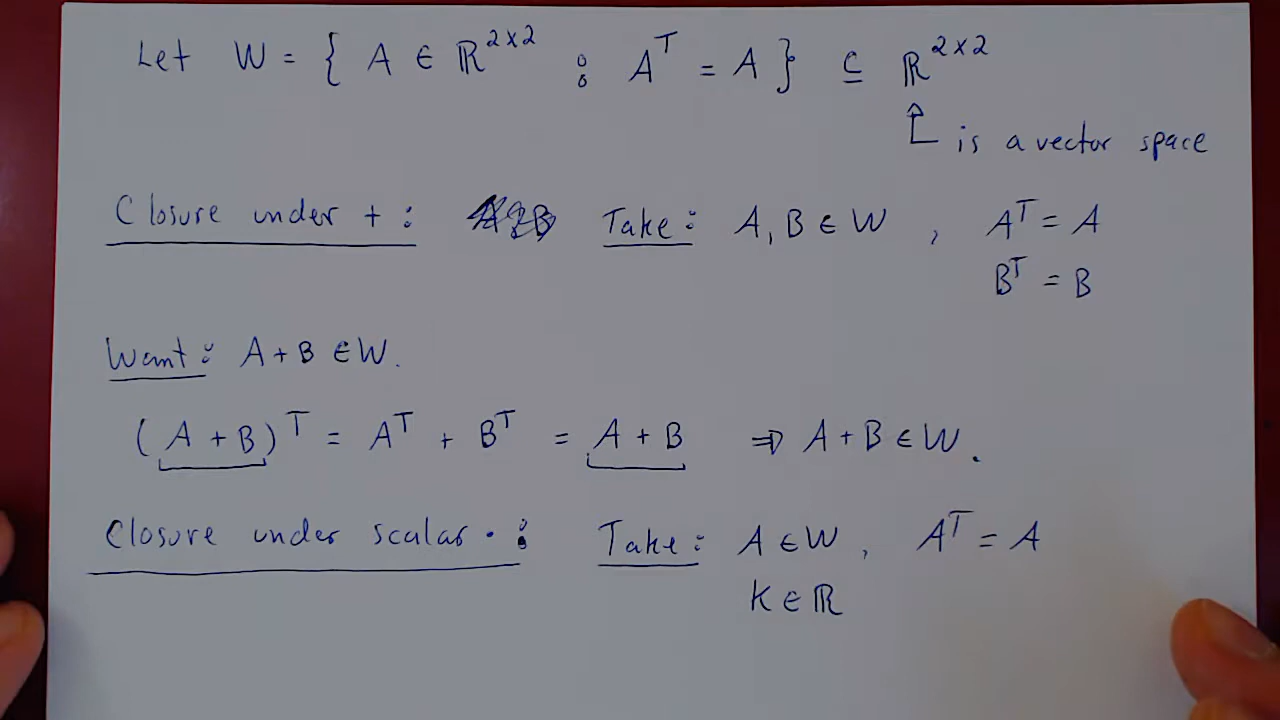 Let W = { A ∈ ℝ^{2×2} : A^T = A } ⊆ ℝ^{2×2}
is a vector space
Closure under + : Take: A, B ∈ W , A^T = A
B^T = B
Want: A + B ∈ W.
(A + B)^T = A^T + B^T = A + B ⇒ A + B ∈ W.
Closure under scalar · : Take: A ∈ W , A^T = A
K ∈ ℝ